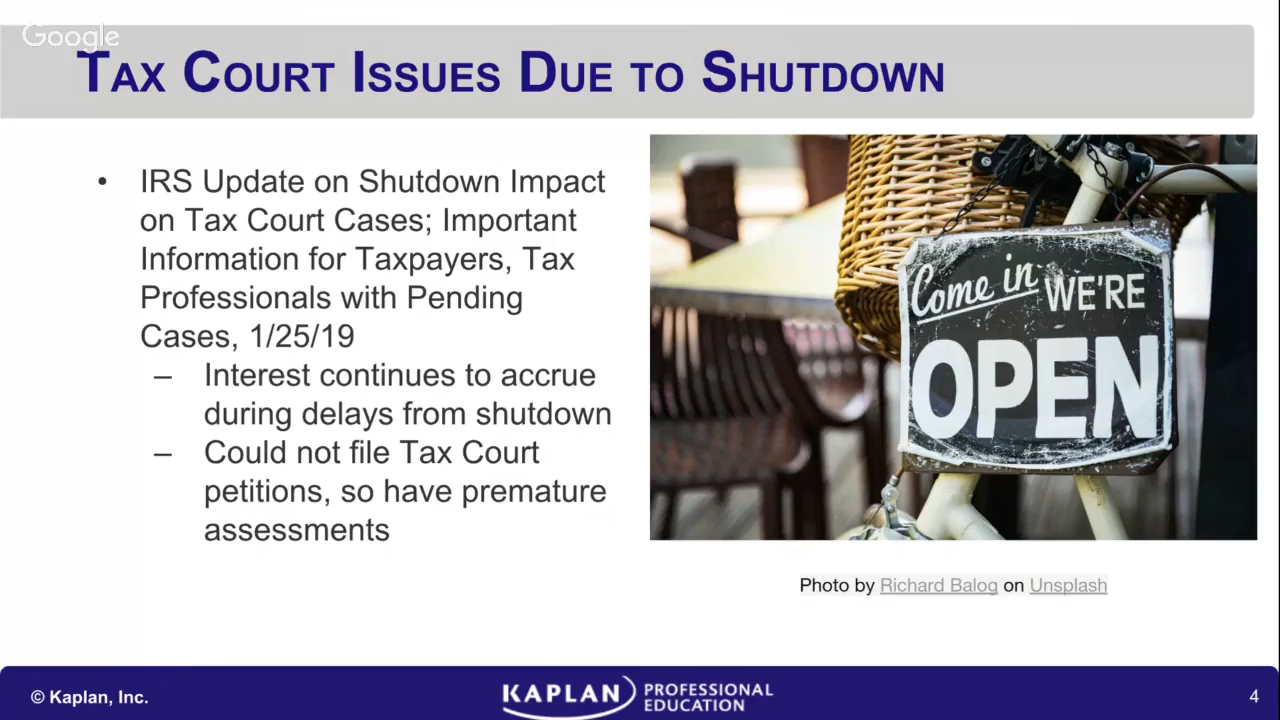 Google
Tax Court Issues Due to Shutdown
• IRS Update on Shutdown Impact
on Tax Court Cases; Important
Information for Taxpayers, Tax
Professionals with Pending
Cases, 1/25/19
– Interest continues to accrue
during delays from shutdown
– Could not file Tax Court
petitions, so have premature
assessments
Come in WE'RE
OPEN
Photo by Richard Balog on Unsplash
© Kaplan, Inc.
KAPLAN PROFESSIONAL
EDUCATION
4